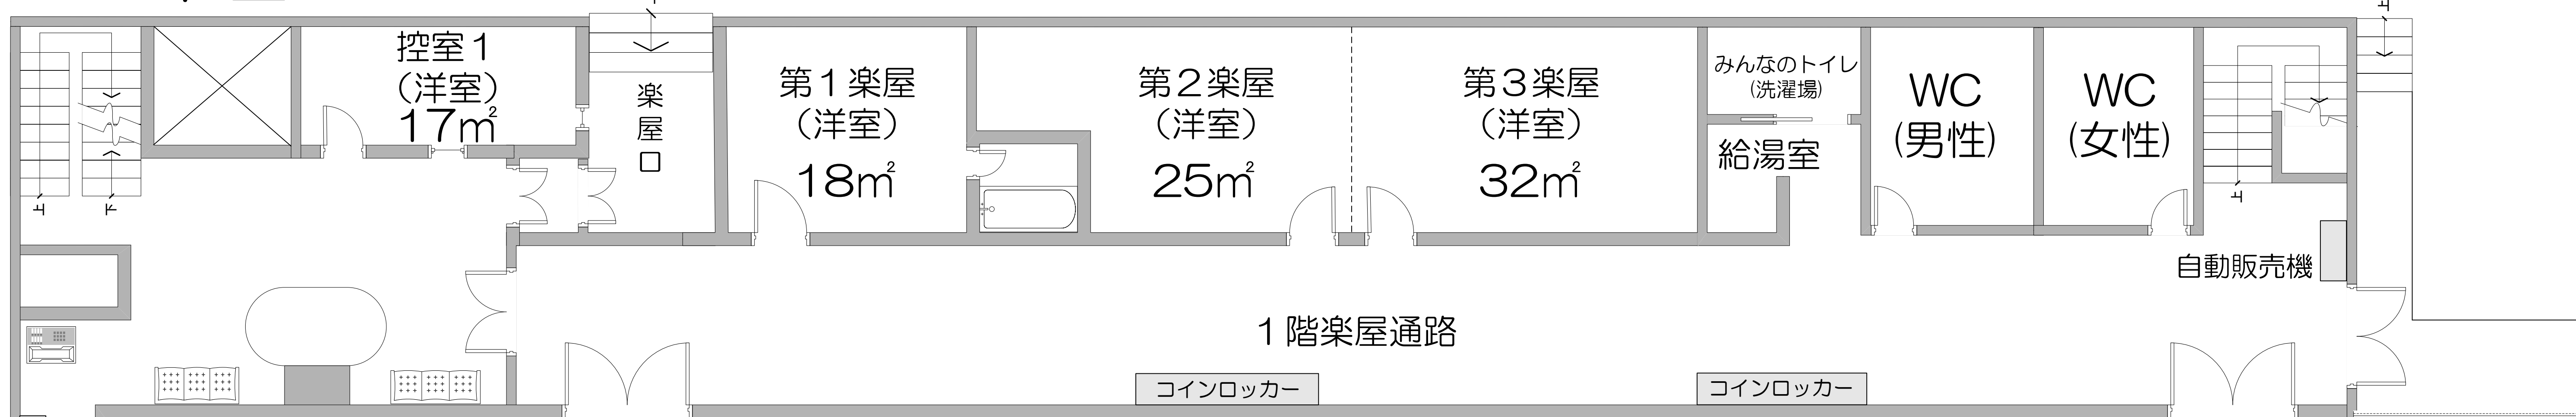 控室１
（洋室）
17㎡
楽屋口
第１楽屋
（洋室）
18㎡
第２楽屋
（洋室）
25㎡
第３楽屋
（洋室）
32㎡
みんなのトイレ
(洗濯場)
給湯室
WC
(男性)
WC
(女性)
自動販売機
１階楽屋通路
コインロッカー
コインロッカー
上
下
上